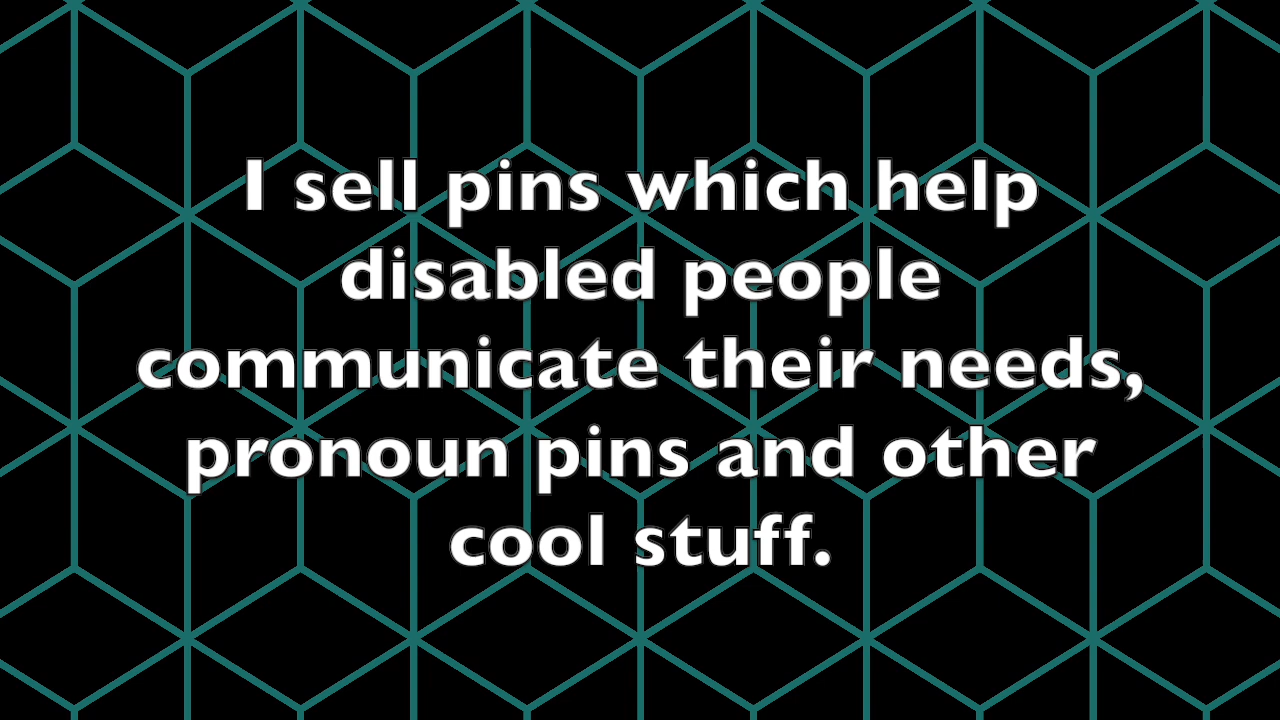 I sell pins which help
disabled people
communicate their needs,
pronoun pins and other
cool stuff.